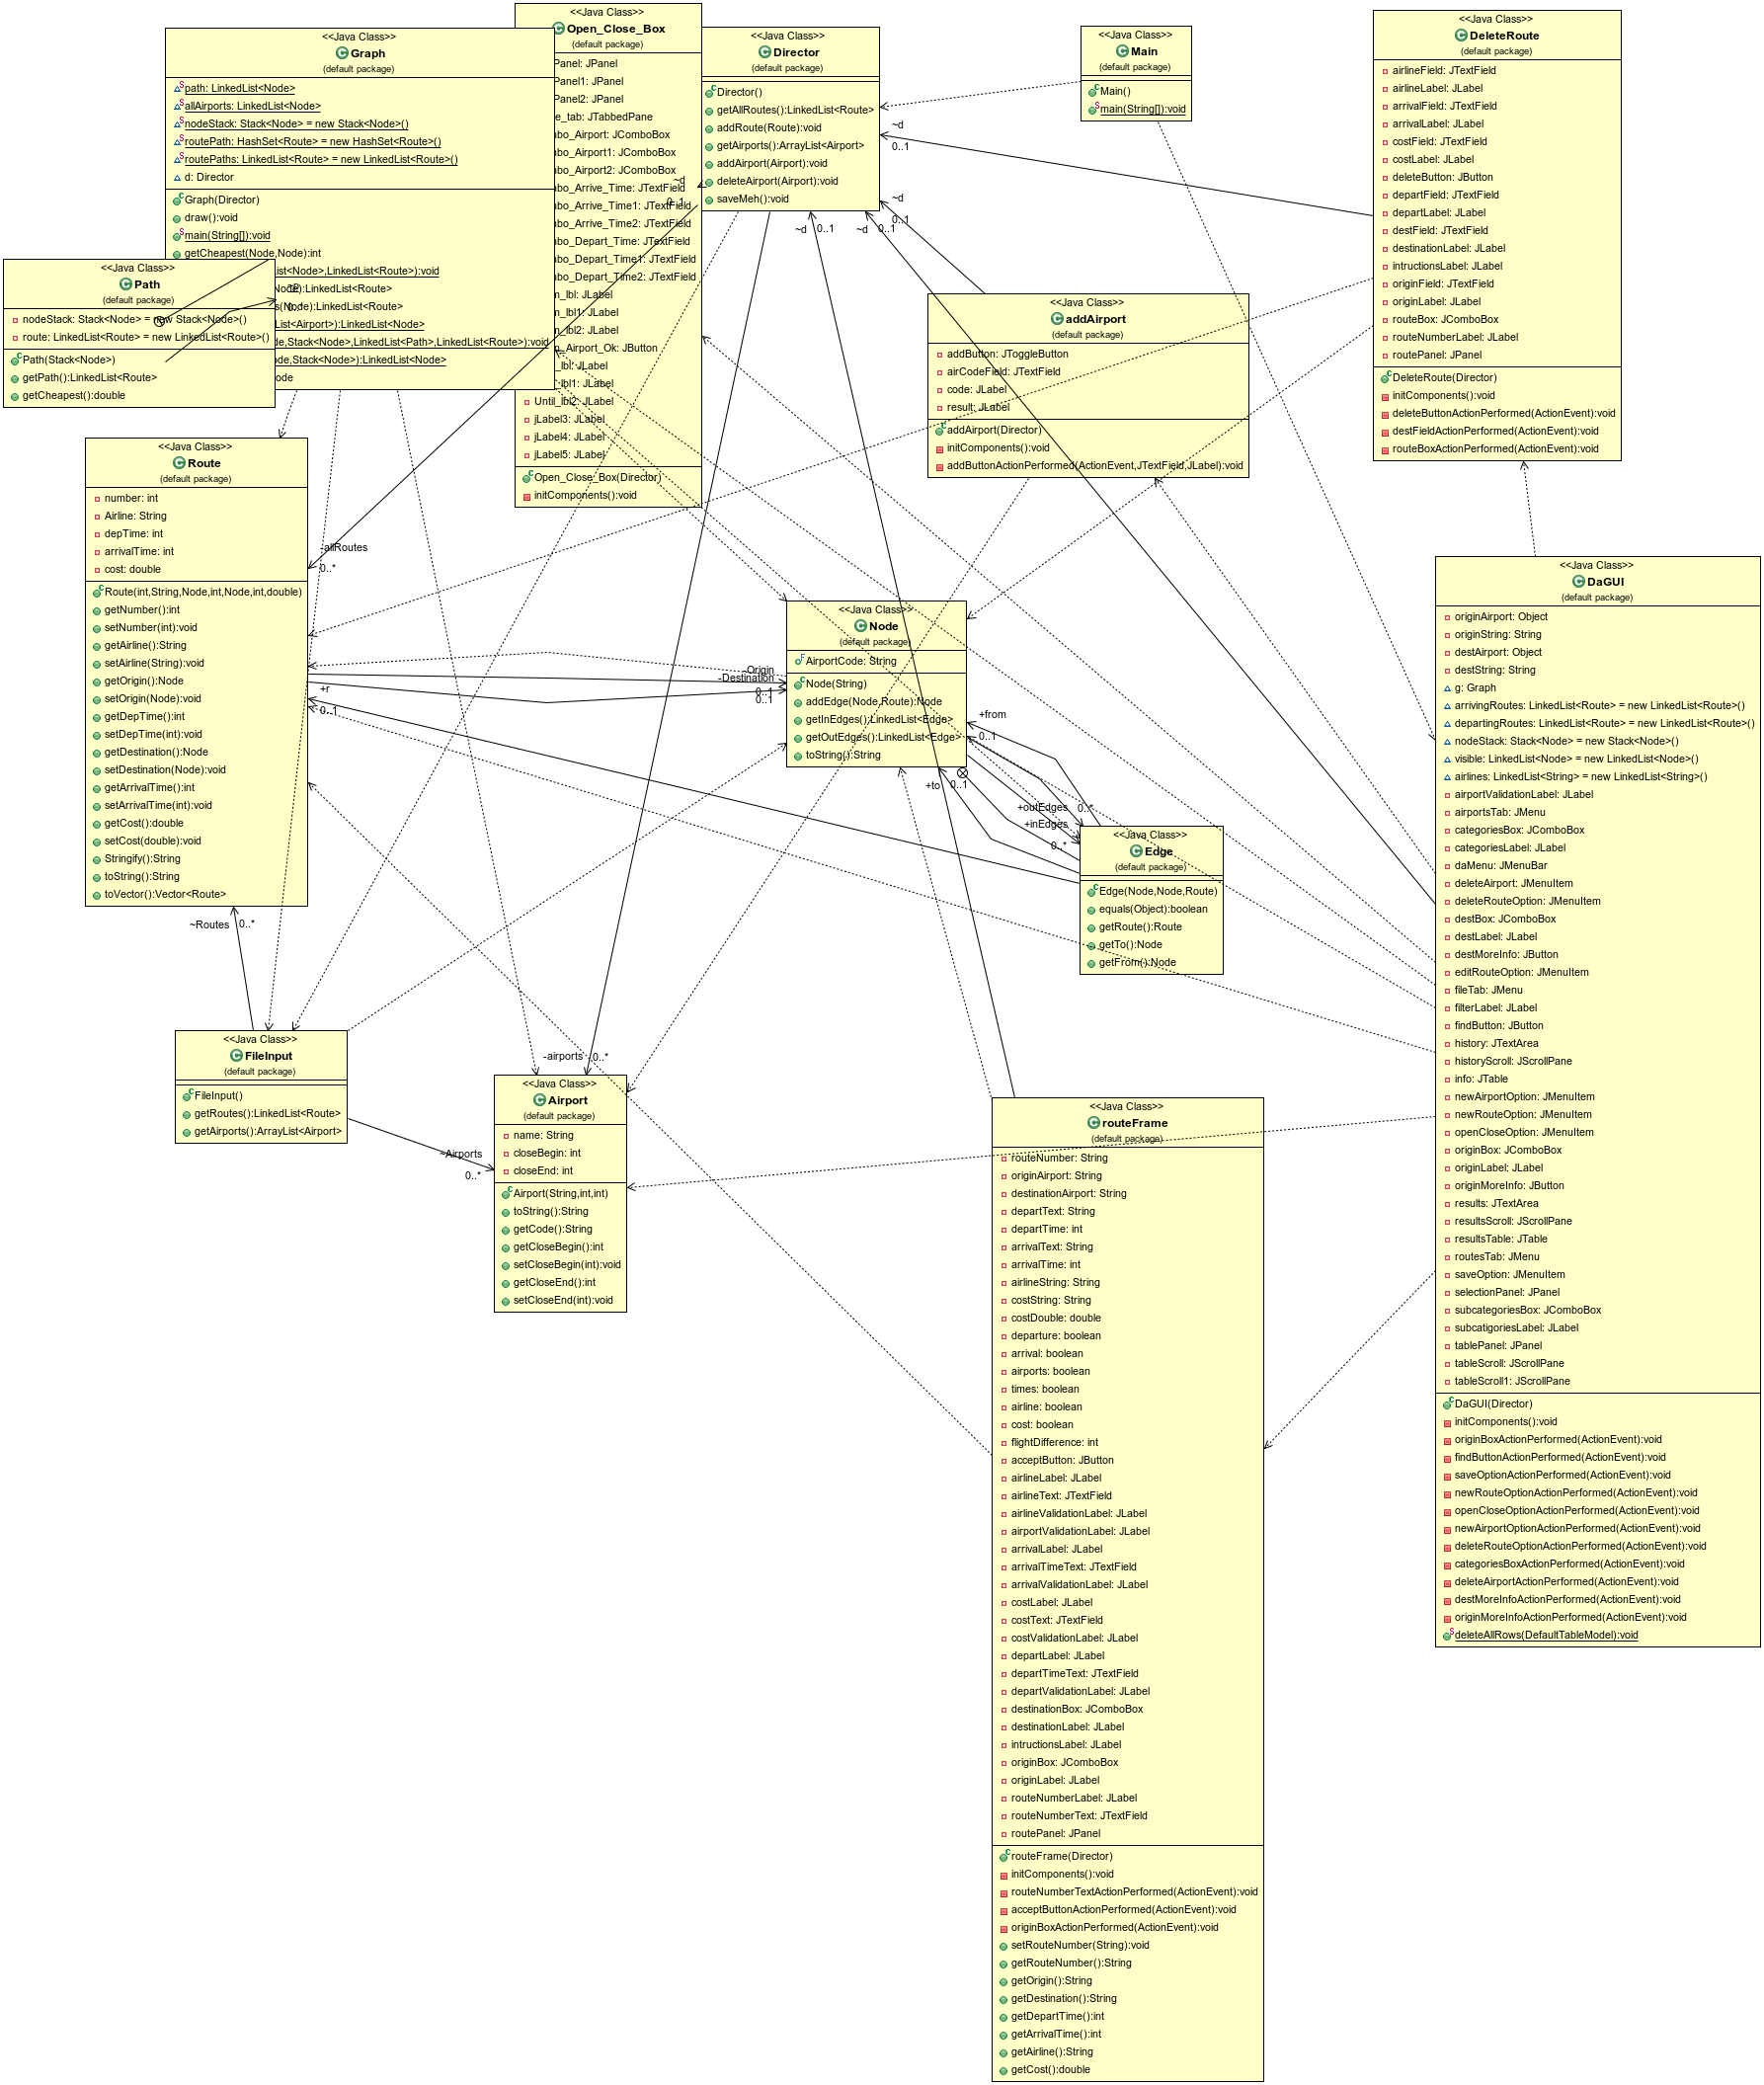 <<Java Class>>
Graph
(default package)
path: LinkedList<Node>
allAirports: LinkedList<Node>
nodeStack: Stack<Node> = new Stack<Node>()
routePath: HashSet<Route> = new HashSet<Route>()
routePaths: LinkedList<Route> = new LinkedList<Route>()
d: Director
Graph(Director)
draw():void
main(String[]):void
getCheapest(Node,Node):int
ist<Node>,LinkedList<Route>):void
Node):LinkedList<Route>
s(Node):LinkedList<Route>
ist<Airport>):LinkedList<Node>
de,Stack<Node>,LinkedList<Path>,LinkedList<Route>):void
ode,Stack<Node>):LinkedList<Node>
ode
<<Java Class>>
Path
(default package)
nodeStack: Stack<Node> = new Stack<Node>()
route: LinkedList<Route> = new LinkedList<Route>()
Path(Stack<Node>)
getPath():LinkedList<Route>
getCheapest():double
<<Java Class>>
Open_Close_Box
(default package)
Panel: JPanel
Panel1: JPanel
Panel2: JPanel
e_tab: JTabbedPane
bo_Airport: JComboBox
bo_Airport1: JComboBox
bo_Airport2: JComboBox
bo_Arrive_Time: JTextField
bo_Arrive_Time1: JTextField
bo_Arrive_Time2: JTextField
bo_Depart_Time: JTextField
bo_Depart_Time1: JTextField
bo_Depart_Time2: JTextField
m_lbl: JLabel
m_lbl1: JLabel
m_lbl2: JLabel
_Airport_Ok: JButton
_lbl: JLabel
_lbl1: JLabel
Until_lbl2: JLabel
jLabel3: JLabel
jLabel4: JLabel
jLabel5: JLabel
Open_Close_Box(Director)
initComponents():void
<<Java Class>>
Director
(default package)
Director()
getAllRoutes():LinkedList<Route>
addRoute(Route):void
getAirports():ArrayList<Airport>
addAirport(Airport):void
deleteAirport(Airport):void
saveMeh():void
<<Java Class>>
Main
(default package)
Main()
main(String[]):void
<<Java Class>>
DeleteRoute
(default package)
airlineField: JTextField
airlineLabel: JLabel
arrivalField: JTextField
arrivalLabel: JLabel
costField: JTextField
costLabel: JLabel
deleteButton: JButton
departField: JTextField
departLabel: JLabel
destField: JTextField
destinationLabel: JLabel
intructionsLabel: JLabel
originField: JTextField
originLabel: JLabel
routeBox: JComboBox
routeNumberLabel: JLabel
routePanel: JPanel
DeleteRoute(Director)
initComponents():void
deleteButtonActionPerformed(ActionEvent):void
destFieldActionPerformed(ActionEvent):void
routeBoxActionPerformed(ActionEvent):void
~d
0..1
~d
0..1
~d
0..1
~d
0..1
~d
0..1
<<Java Class>>
addAirport
(default package)
addButton: JToggleButton
airCodeField: JTextField
code: JLabel
result: JLabel
addAirport(Director)
initComponents():void
addButtonActionPerformed(ActionEvent,JTextField,JLabel):void
<<Java Class>>
Route
(default package)
number: int
Airline: String
depTime: int
arrivalTime: int
cost: double
Route(int,String,Node,int,Node,int,double)
getNumber():int
setNumber(int):void
getAirline():String
setAirline(String):void
getOrigin():Node
setOrigin(Node):void
getDepTime():int
setDepTime(int):void
getDestination():Node
setDestination(Node):void
getArrivalTime():int
setArrivalTime(int):void
getCost():double
setCost(double):void
Stringify():String
toString():String
toVector():Vector<Route>
-allRoutes
0..*
+r
0..1
~Routes
0..*
<<Java Class>>
Node
(default package)
AirportCode: String
Node(String)
addEdge(Node,Route):Node
getInEdges():LinkedList<Edge>
getOutEdges():LinkedList<Edge>
toString():String
-Origin
-Destination
0..1
0..1
+from
0..1
+to
0..1
+outEdges
0..*
+inEdges
0..*
<<Java Class>>
Edge
(default package)
Edge(Node,Node,Route)
equals(Object):boolean
getRoute():Route
getTo():Node
getFrom():Node
<<Java Class>>
DaGUI
(default package)
originAirport: Object
originString: String
destAirport: Object
destString: String
g: Graph
arrivingRoutes: LinkedList<Route> = new LinkedList<Route>()
departingRoutes: LinkedList<Route> = new LinkedList<Route>()
nodeStack: Stack<Node> = new Stack<Node>()
visible: LinkedList<Node> = new LinkedList<Node>()
airlines: LinkedList<String> = new LinkedList<String>()
airportValidationLabel: JLabel
airportsTab: JMenu
categoriesBox: JComboBox
categoriesLabel: JLabel
daMenu: JMenuBar
deleteAirport: JMenuItem
deleteRouteOption: JMenuItem
destBox: JComboBox
destLabel: JLabel
destMoreInfo: JButton
editRouteOption: JMenuItem
fileTab: JMenu
filterLabel: JLabel
findButton: JButton
history: JTextArea
historyScroll: JScrollPane
info: JTable
newAirportOption: JMenuItem
newRouteOption: JMenuItem
openCloseOption: JMenuItem
originBox: JComboBox
originLabel: JLabel
originMoreInfo: JButton
results: JTextArea
resultsScroll: JScrollPane
resultsTable: JTable
routesTab: JMenu
saveOption: JMenuItem
selectionPanel: JPanel
subcategoriesBox: JComboBox
subcatigoriesLabel: JLabel
tablePanel: JPanel
tableScroll: JScrollPane
tableScroll1: JScrollPane
DaGUI(Director)
initComponents():void
originBoxActionPerformed(ActionEvent):void
findButtonActionPerformed(ActionEvent):void
saveOptionActionPerformed(ActionEvent):void
newRouteOptionActionPerformed(ActionEvent):void
openCloseOptionActionPerformed(ActionEvent):void
newAirportOptionActionPerformed(ActionEvent):void
deleteRouteOptionActionPerformed(ActionEvent):void
categoriesBoxActionPerformed(ActionEvent):void
deleteAirportActionPerformed(ActionEvent):void
destMoreInfoActionPerformed(ActionEvent):void
originMoreInfoActionPerformed(ActionEvent):void
deleteAllRows(DefaultTableModel):void
<<Java Class>>
FileInput
(default package)
FileInput()
getRoutes():LinkedList<Route>
getAirports():ArrayList<Airport>
~Airports
0..*
-airports
0..*
<<Java Class>>
Airport
(default package)
name: String
closeBegin: int
closeEnd: int
Airport(String,int,int)
toString():String
getCode():String
getCloseBegin():int
setCloseBegin(int):void
getCloseEnd():int
setCloseEnd(int):void
<<Java Class>>
routeFrame
(default package)
routeNumber: String
originAirport: String
destinationAirport: String
departText: String
departTime: int
arrivalText: String
arrivalTime: int
airlineString: String
costString: String
costDouble: double
departure: boolean
arrival: boolean
airports: boolean
times: boolean
airline: boolean
cost: boolean
flightDifference: int
acceptButton: JButton
airlineLabel: JLabel
airlineText: JTextField
airlineValidationLabel: JLabel
airportValidationLabel: JLabel
arrivalLabel: JLabel
arrivalTimeText: JTextField
arrivalValidationLabel: JLabel
costLabel: JLabel
costText: JTextField
costValidationLabel: JLabel
departLabel: JLabel
departTimeText: JTextField
departValidationLabel: JLabel
destinationBox: JComboBox
destinationLabel: JLabel
intructionsLabel: JLabel
originBox: JComboBox
originLabel: JLabel
routeNumberLabel: JLabel
routeNumberText: JTextField
routePanel: JPanel
routeFrame(Director)
initComponents():void
routeNumberTextActionPerformed(ActionEvent):void
acceptButtonActionPerformed(ActionEvent):void
originBoxActionPerformed(ActionEvent):void
setRouteNumber(String):void
getRouteNumber():String
getOrigin():String
getDestination():String
getDepartTime():int
getArrivalTime():int
getAirline():String
getCost():double